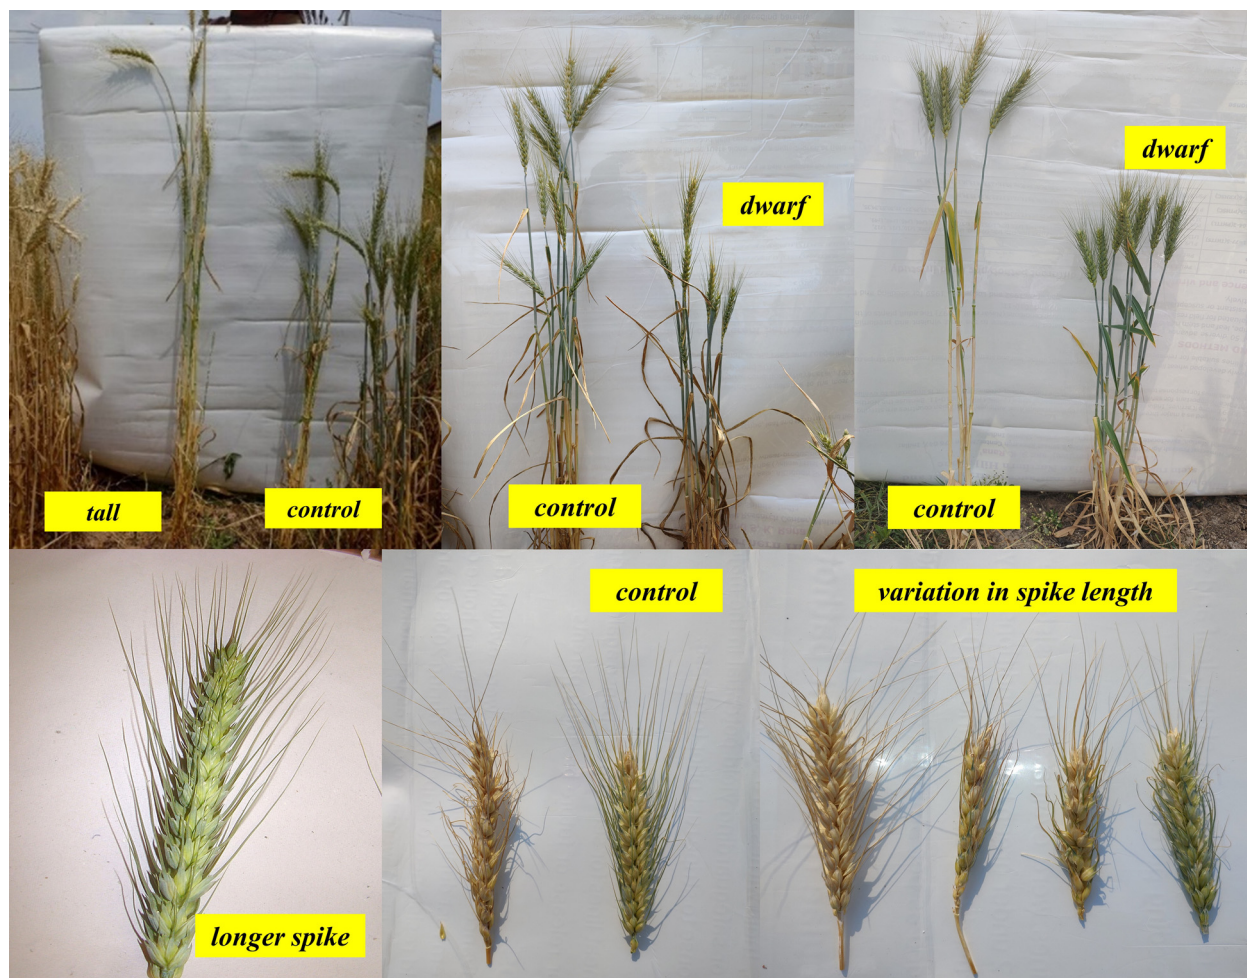 tall
control
control
dwarf
control
dwarf
longer spike
control
variation in spike length